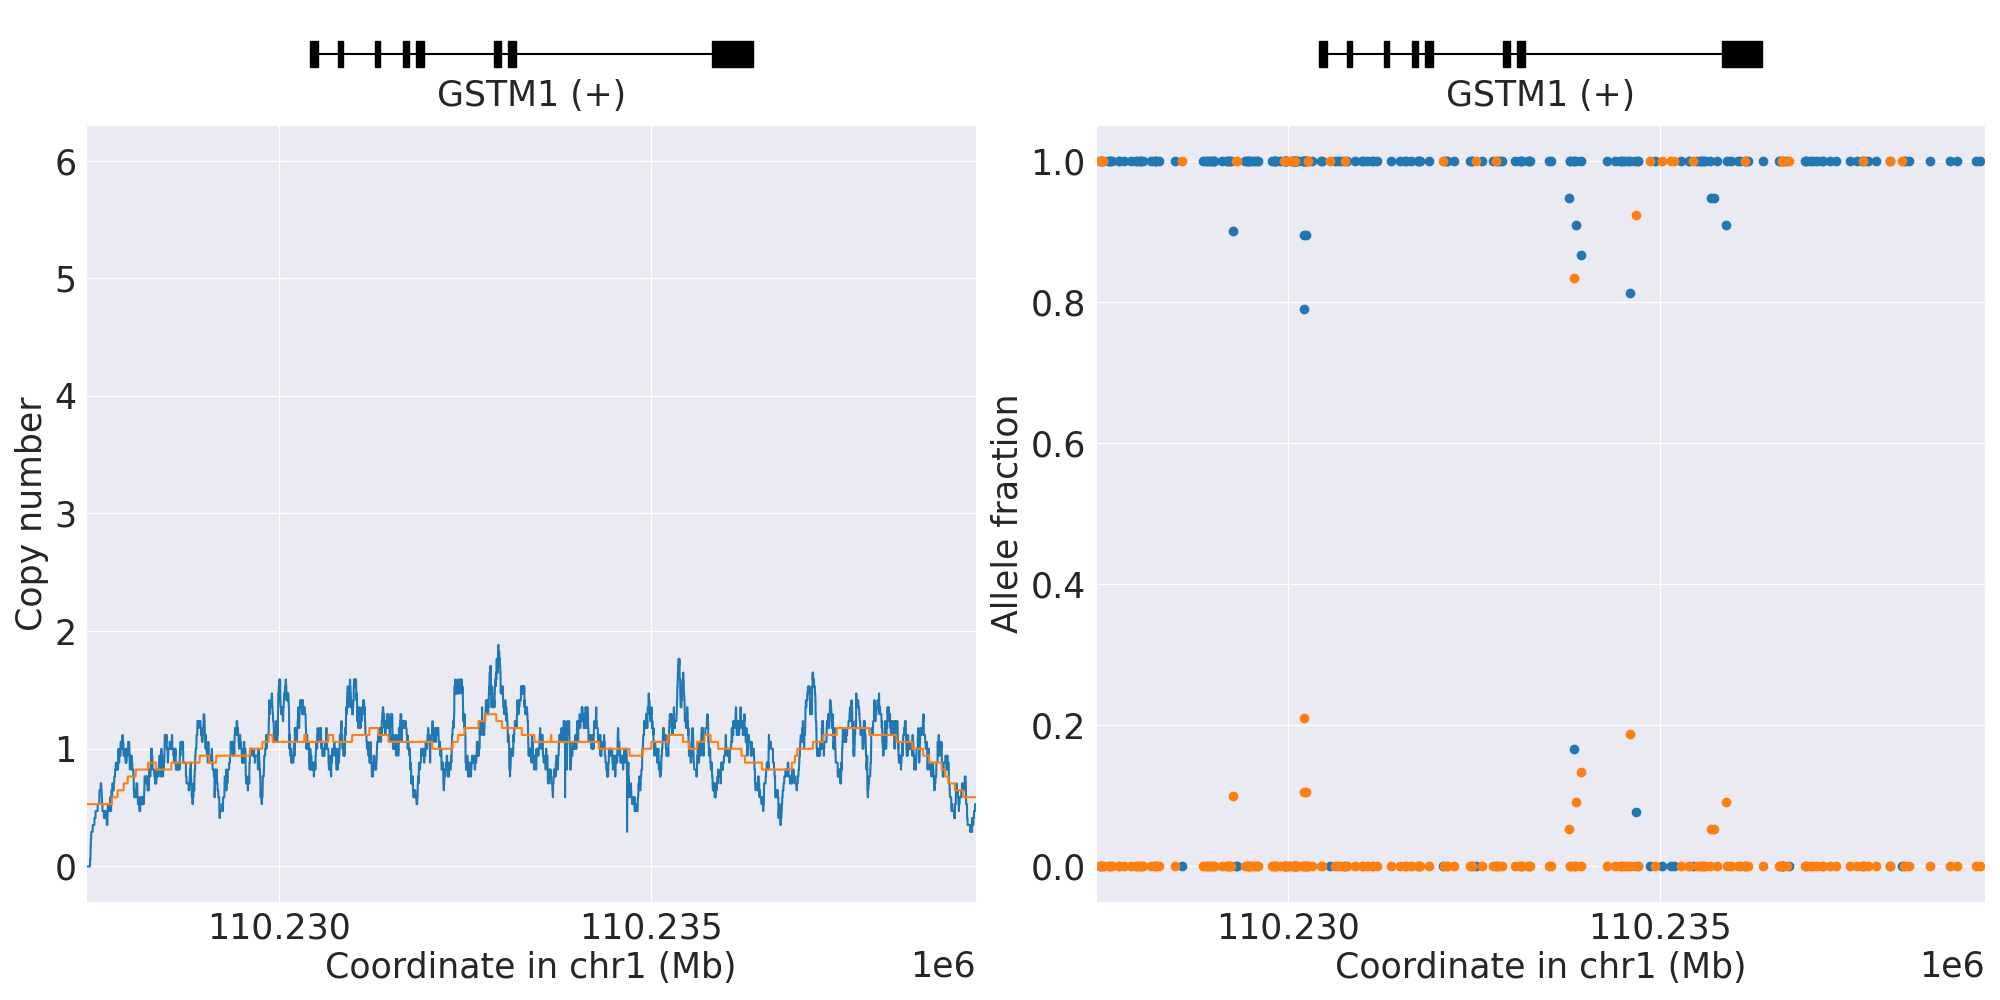 GSTM1 (+)
6
5
4
3
2
1
0
Copy number
110.230
110.235
Coordinate in chr1 (Mb)
1e6
GSTM1 (+)
1.0
0.8
0.6
0.4
0.2
0.0
Allele fraction
110.230
110.235
Coordinate in chr1 (Mb)
1e6